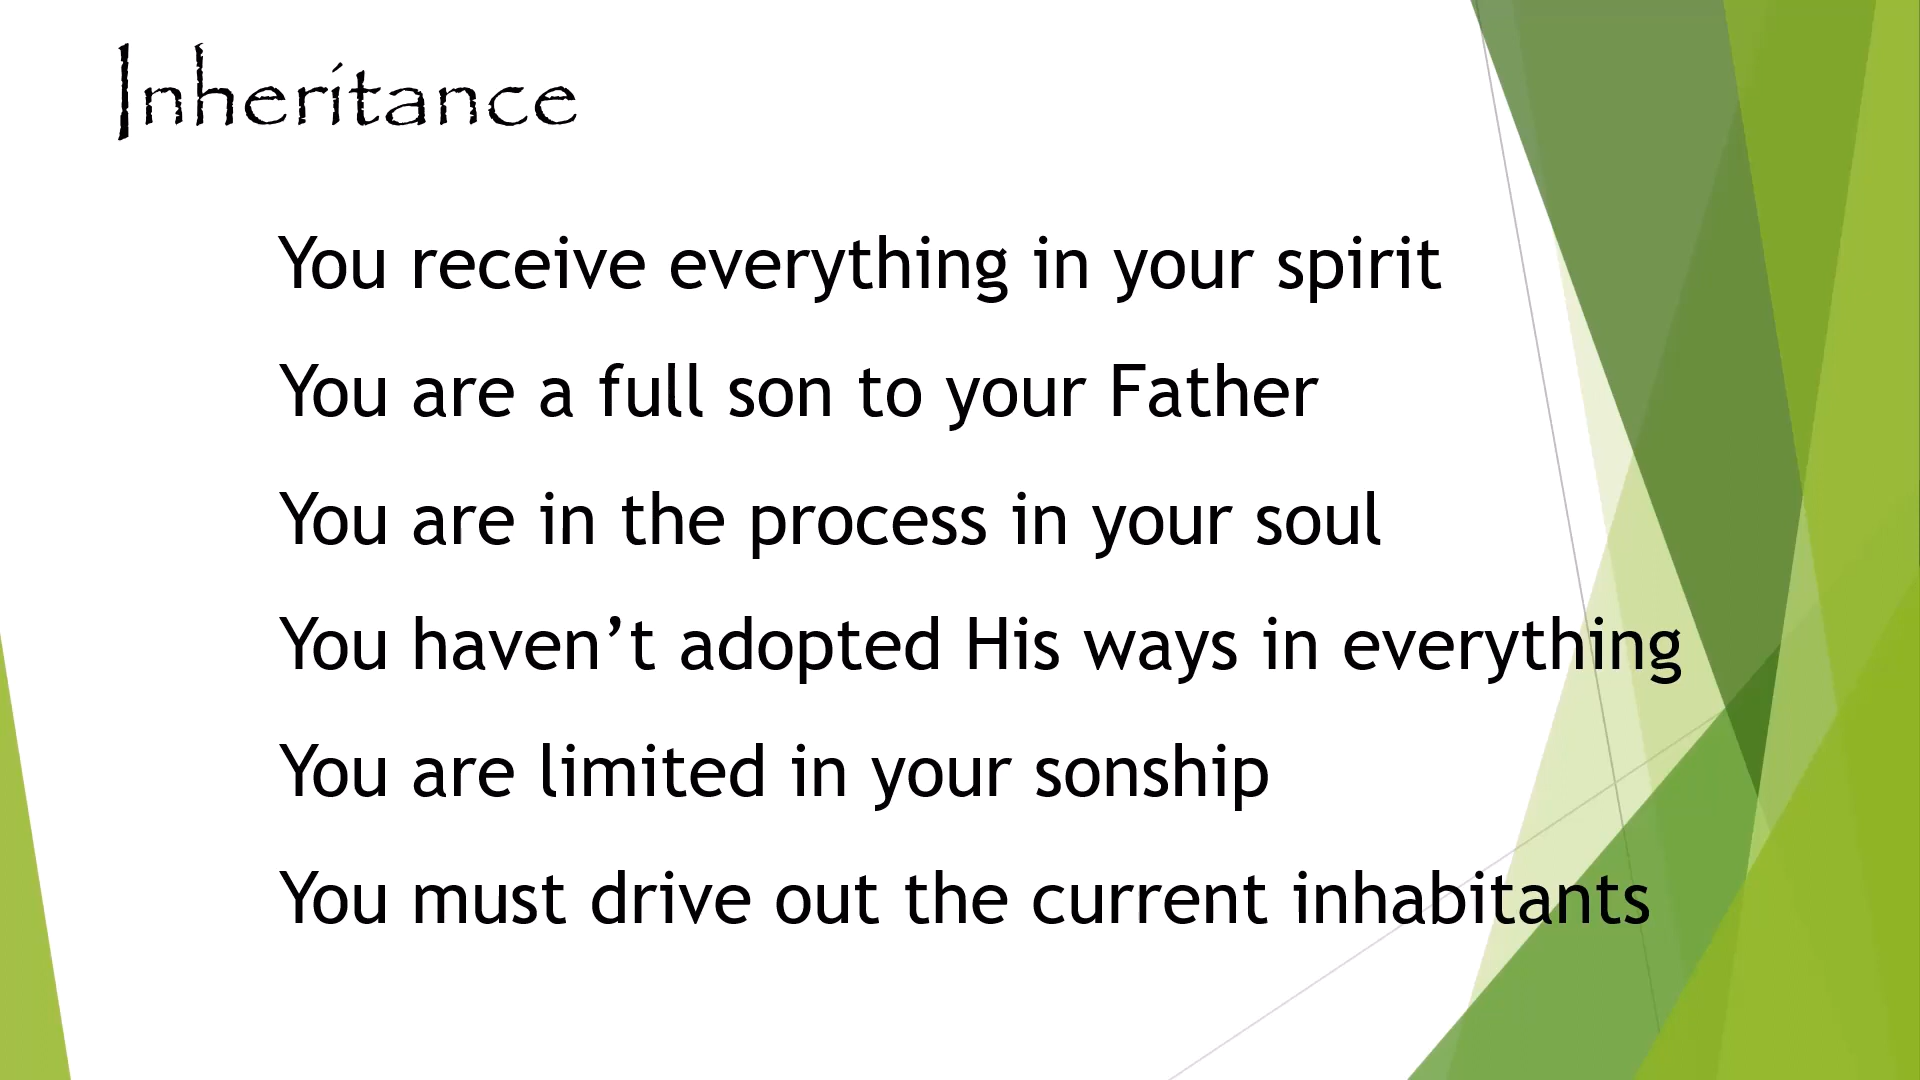 Inheritance
You receive everything in your spirit
You are a full son to your Father
You are in the process in your soul
You haven’t adopted His ways in everything
You are limited in your sonship
You must drive out the current inhabitants